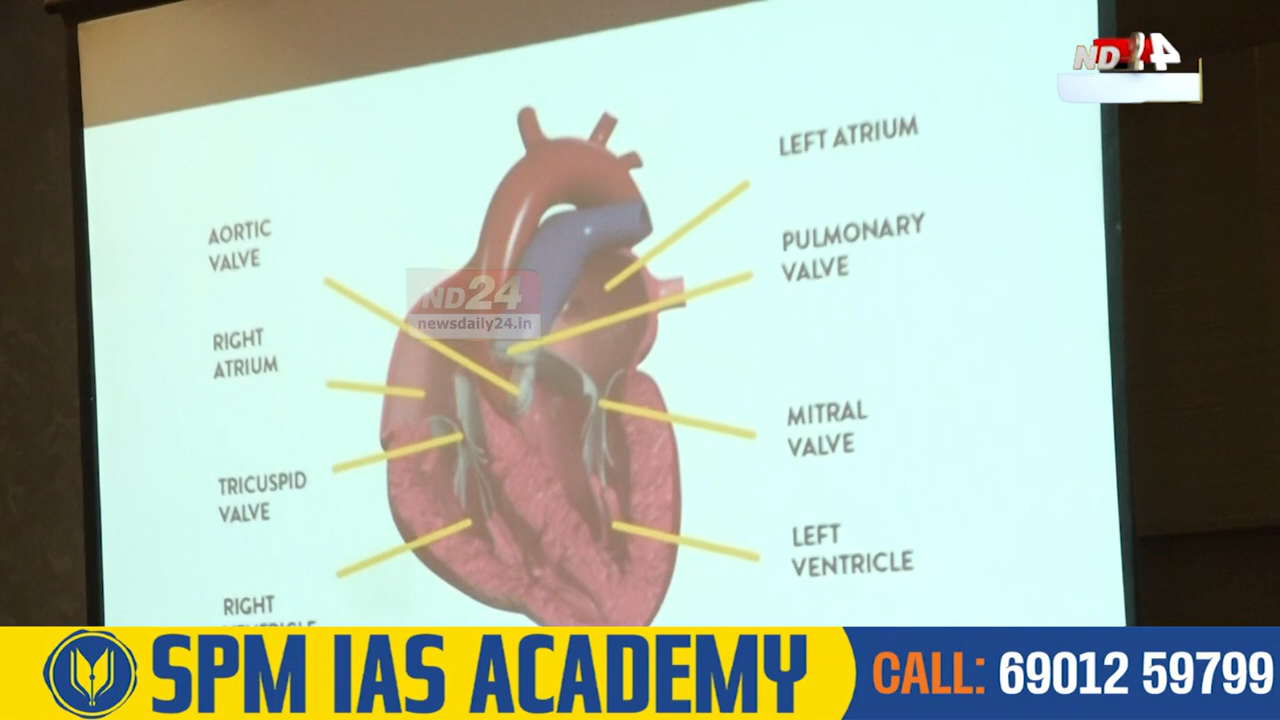 ND24
LEFT ATRIUM
AORTIC
VALVE
PULMONARY
VALVE
ND24
newsdaily24.in
RIGHT
ATRIUM
MITRAL
VALVE
TRICUSPID
VALVE
LEFT
VENTRICLE
RIGHT
VENTRICLE
SPM IAS ACADEMY
CALL: 69012 59799